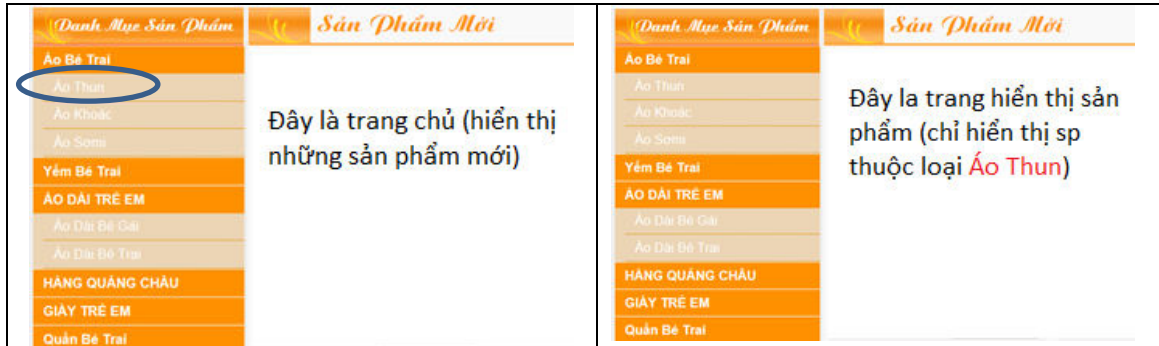 Danh Mục Sản Phẩm
Sản Phẩm Mới
Áo Bé Trai
Áo Thun
Áo Khoác
Áo Somi
Yếm Bé Trai
ÁO DÀI TRẺ EM
Áo Dài Bé Gái
Áo Dài Bé Trai
HÀNG QUẢNG CHÂU
GIÀY TRẺ EM
Quần Bé Trai
Đây là trang chủ (hiển thị
những sản phẩm mới)
Danh Mục Sản Phẩm
Sản Phẩm Mới
Áo Bé Trai
Áo Thun
Áo Khoác
Áo Somi
Yếm Bé Trai
ÁO DÀI TRẺ EM
Áo Dài Bé Gái
Áo Dài Bé Trai
HÀNG QUẢNG CHÂU
GIÀY TRẺ EM
Quần Bé Trai
Đây la trang hiển thị sản
phẩm (chỉ hiển thị sp
thuộc loại Áo Thun)